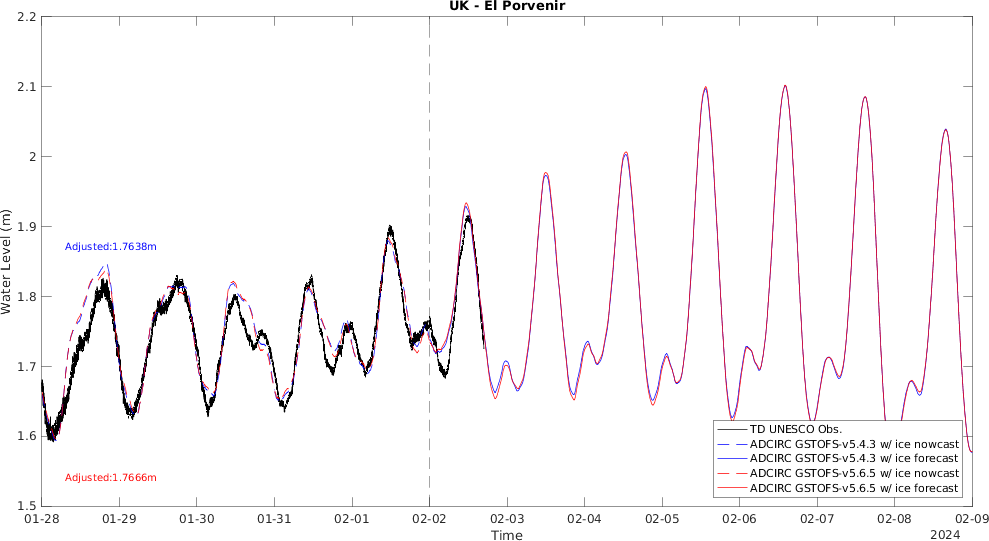 UK - El Porvenir
2.2
2.1
2
1.9
1.8
1.7
1.6
1.5
Water Level (m)
Adjusted:1.7638m
Adjusted:1.7666m
TD UNESCO Obs.
ADCIRC GSTOFS-v5.4.3 w/ ice nowcast
ADCIRC GSTOFS-v5.4.3 w/ ice forecast
ADCIRC GSTOFS-v5.6.5 w/ ice nowcast
ADCIRC GSTOFS-v5.6.5 w/ ice forecast
01-28 01-29 01-30 01-31 02-01 02-02 02-03 02-04 02-05 02-06 02-07 02-08 02-09
Time
2024